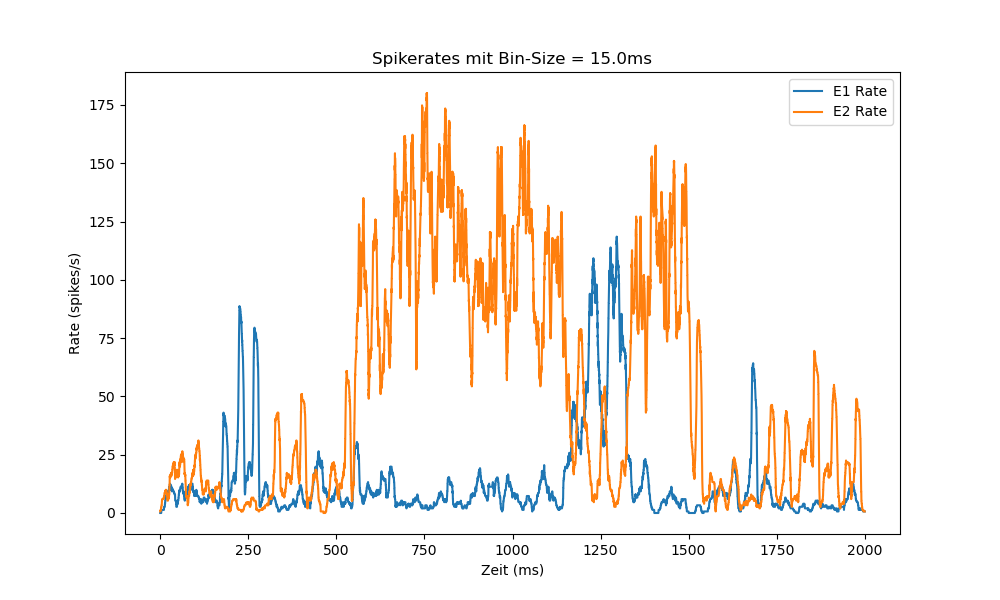 Spikerates mit Bin-Size = 15.0ms
E1 Rate
E2 Rate
175
150
125
100
75
50
25
0
Rate (spikes/s)
0 250 500 750 1000 1250 1500 1750 2000
Zeit (ms)